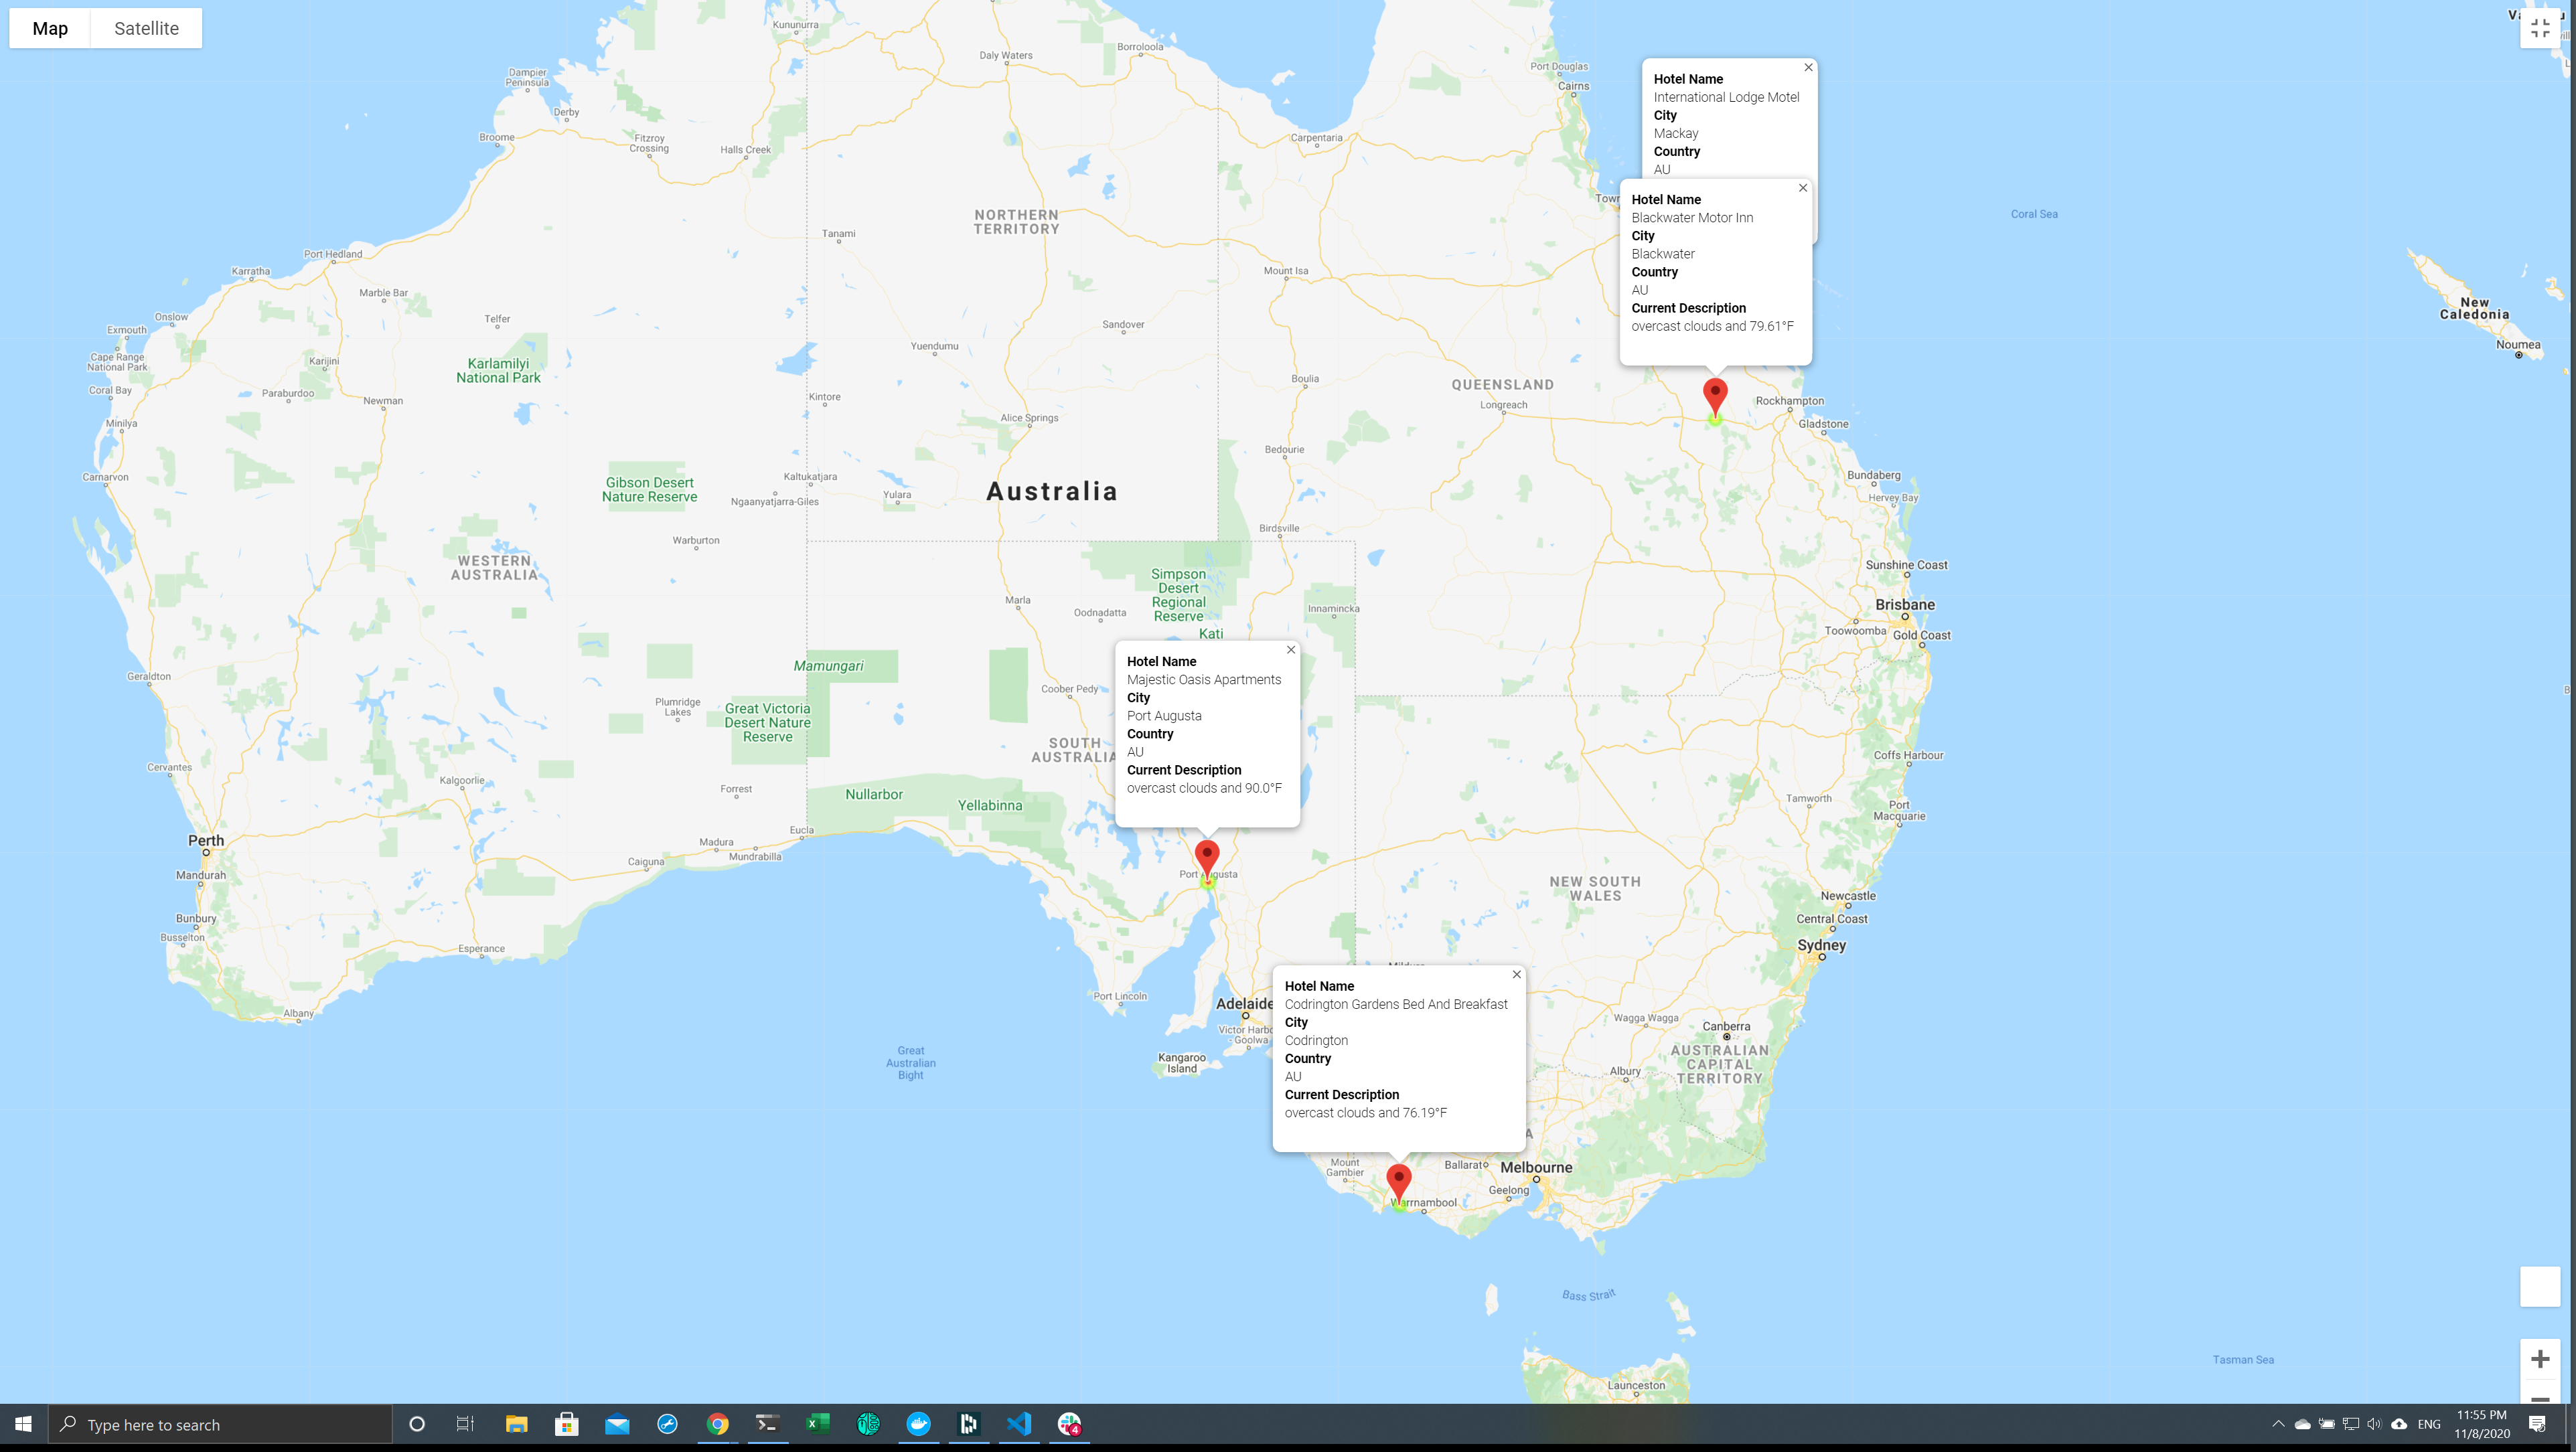 Map
Satellite
Kununurra
Daly Waters
Borroloola
Port Douglas
Cairns
Dampier
Peninsula
Derby
Broome
Fitzroy
Crossing
Halls Creek
Carpentaria
Hotel Name
International Lodge Motel
City
Mackay
Country
AU
Hotel Name
Blackwater Motor Inn
City
Blackwater
Country
AU
Current Description
overcast clouds and 79.61°F
Coral Sea
NORTHERN
TERRITORY
Tanami
Port Hedland
Karratha
Mount Isa
Marble Bar
Onslow
Exmouth
Telfer
Sandover
New
Caledonia
Noumea
Cape Range
National Park
Karijini
Yuendumu
Karlamilyi
National Park
Coral Bay
Paraburdoo
Newman
Kintore
Boulia
QUEENSLAND
Longreach
Rockhampton
Gladstone
Minilya
Alice Springs
Bedourie
Carnarvon
Gibson Desert
Nature Reserve
Kaltukatjara
Ngaanyatjarra-Giles
Yulara
Australia
Bundaberg
Hervey Bay
Birdsville
Warburton
WESTERN
AUSTRALIA
Simpson
Desert
Regional
Reserve
Kati
Sunshine Coast
Marla
Oodnadatta
Innamincka
Brisbane
Toowoomba
Gold Coast
Geraldton
Mamungari
Coober Pedy
Plumridge
Lakes
Great Victoria
Desert Nature
Reserve
SOUTH
AUSTRALIA
Hotel Name
Majestic Oasis Apartments
City
Port Augusta
Country
AU
Current Description
overcast clouds and 90.0°F
Coffs Harbour
Cervantes
Kalgoorlie
Forrest
Nullarbor
Yellabinna
Tamworth
Port
Macquarie
Perth
Madura
Mundrabilla
Eucla
Caiguna
Mandurah
Port Augusta
NEW SOUTH
WALES
Newcastle
Central Coast
Sydney
Bunbury
Busselton
Esperance
Albany
Port Lincoln
Adelaide
Victor Harbo
- Goolwa
Kangaroo
Island
Great
Australian
Bight
Hotel Name
Codrington Gardens Bed And Breakfast
City
Codrington
Country
AU
Current Description
overcast clouds and 76.19°F
Wagga Wagga
Canberra
AUSTRALIAN
CAPITAL
TERRITORY
Albury
Mount
Gambier
Ballarat
Melbourne
Geelong
Warrnambool
Bass Strait
Tasman Sea
Launceston
Type here to search
4
ENG
11:55 PM
11/8/2020